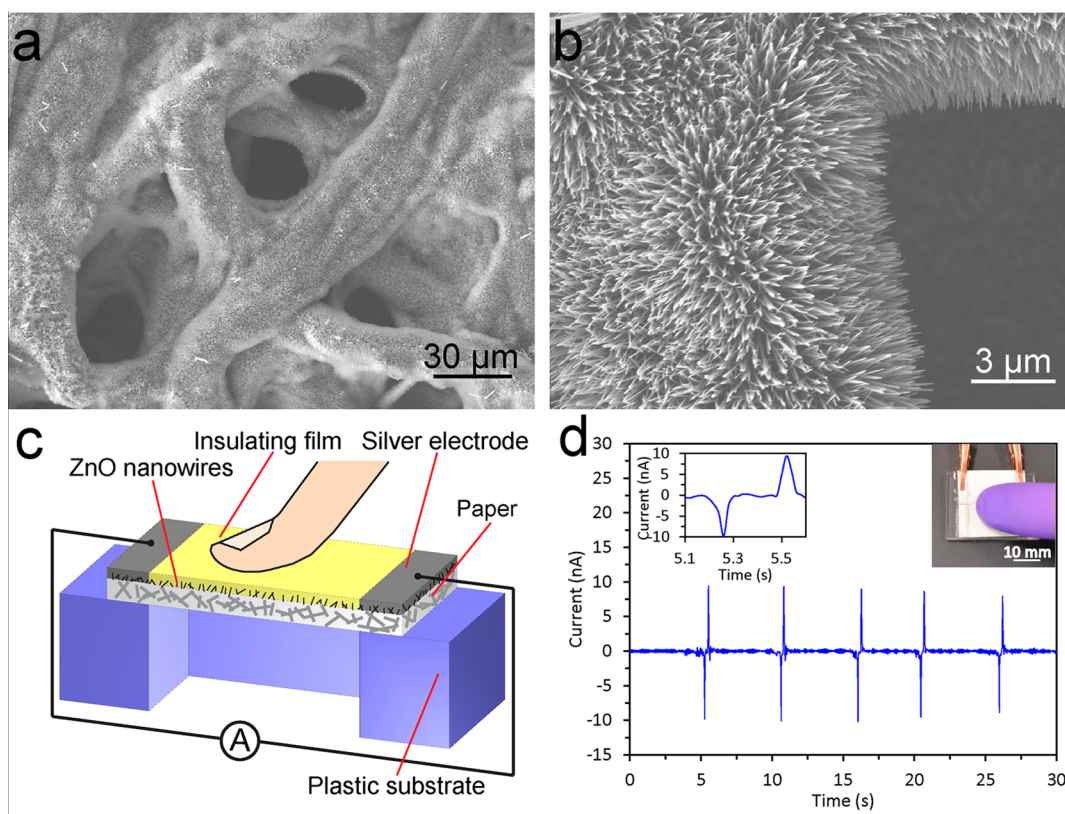 a
30 µm
b
3 µm
c
Insulating film
Silver electrode
ZnO nanowires
Paper
A
Plastic substrate
d
Current (nA)
30
25
20
15
10
5
0
-5
-10
-15
0
5
10
15
20
25
30
Time (s)
Current (nA)
10
5
0
-5
-10
5.1
5.3
5.5
Time (s)
10 mm